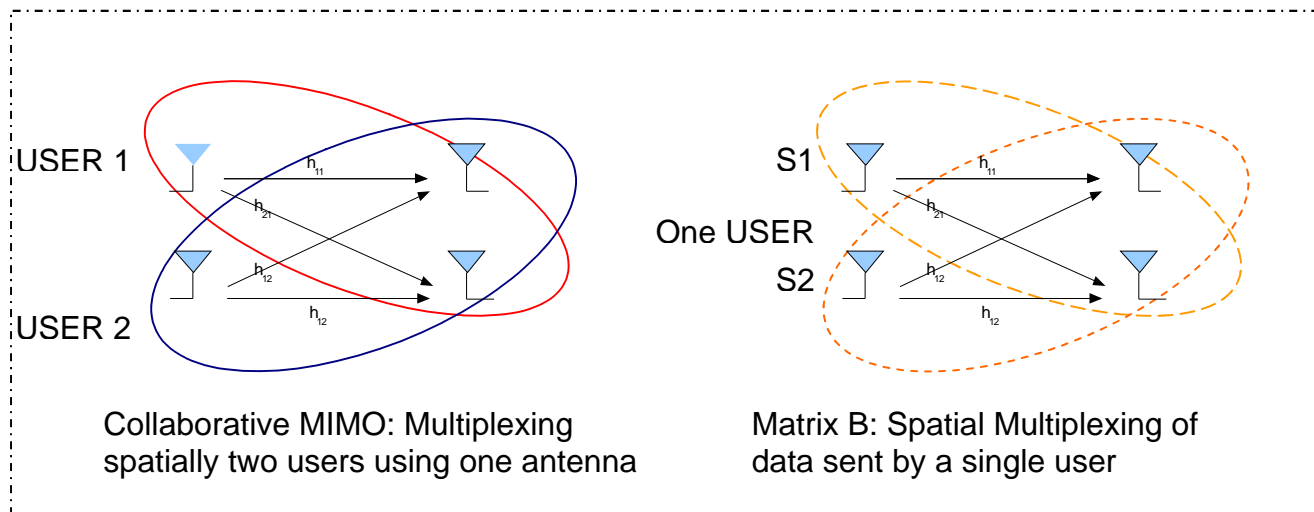 USER 1
h11
h21
h12
h12
USER 2
Collaborative MIMO: Multiplexing
spatially two users using one antenna
S1
h11
h21
One USER
h12
S2
h12
Matrix B: Spatial Multiplexing of
data sent by a single user